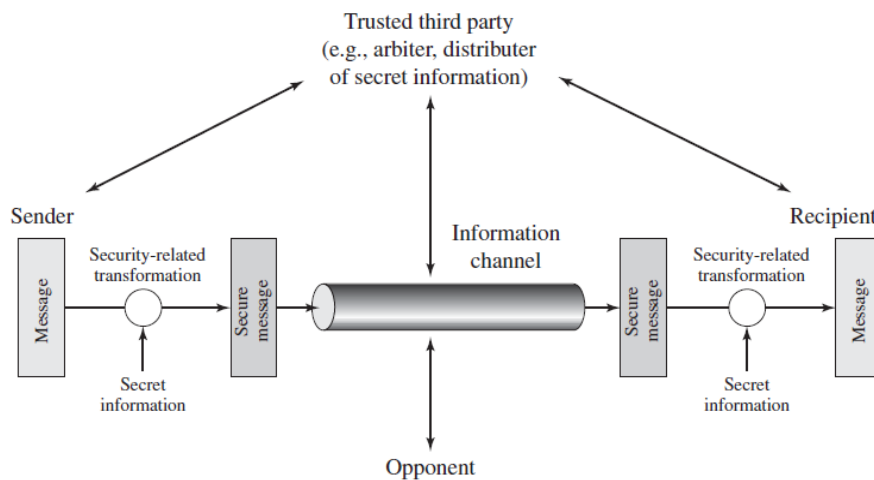 Trusted third party
(e.g., arbiter, distributer
of secret information)
Sender
Recipient
Information
channel
Security-related
transformation
Security-related
transformation
Message
Secure
message
Secure
message
Message
Secret
information
Secret
information
Opponent